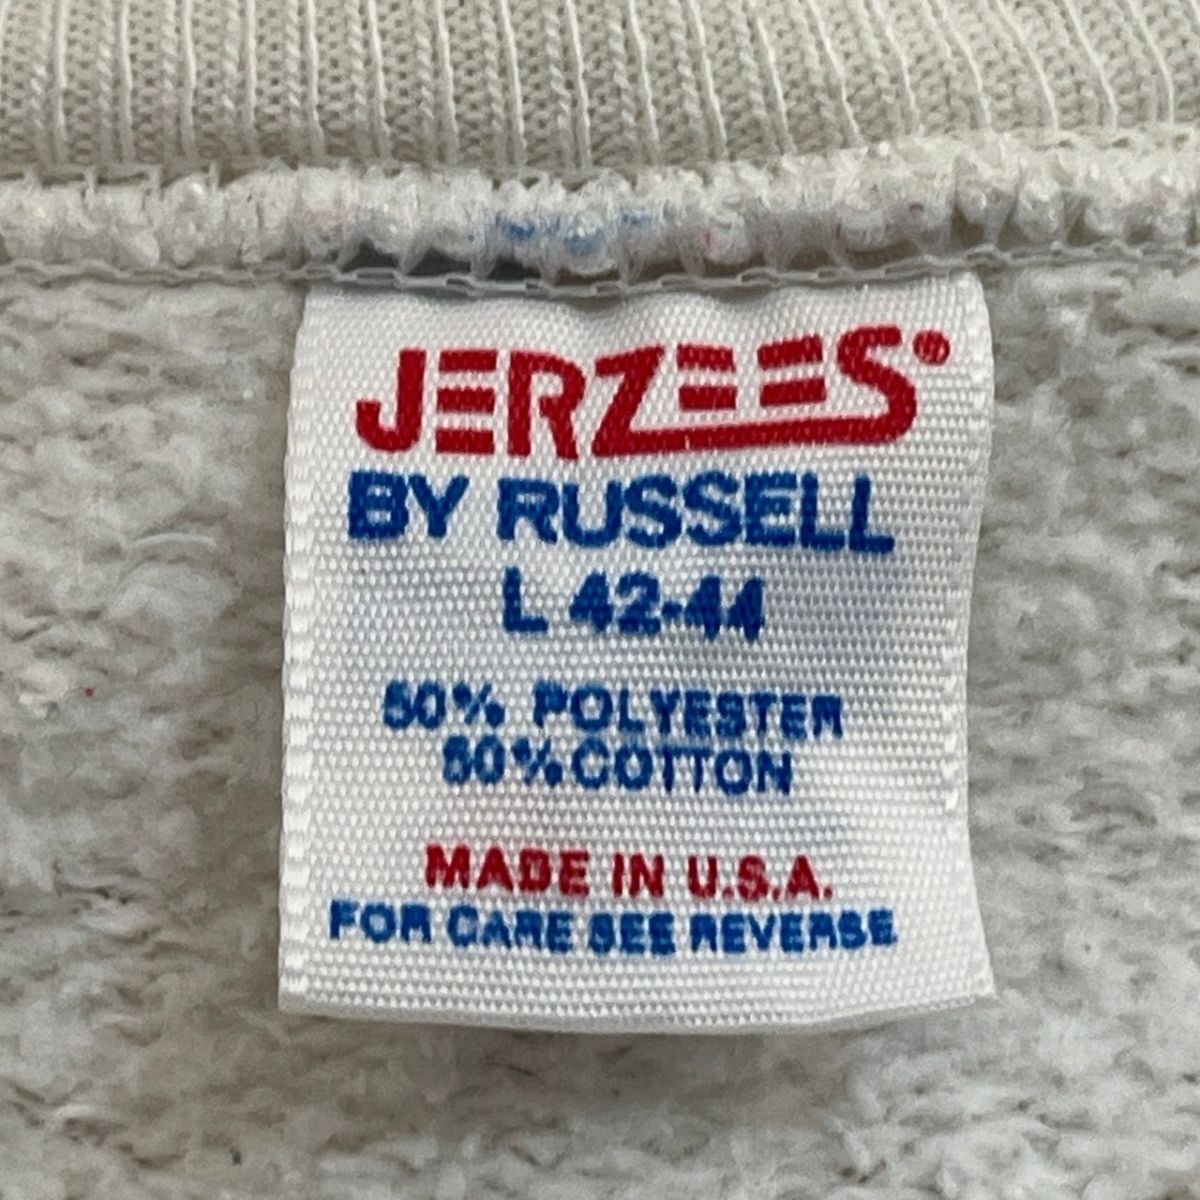 JERZEES®
BY RUSSELL
L 42-44
50% POLYESTER
50% COTTON
MADE IN U.S.A.
FOR CARE SEE REVERSE